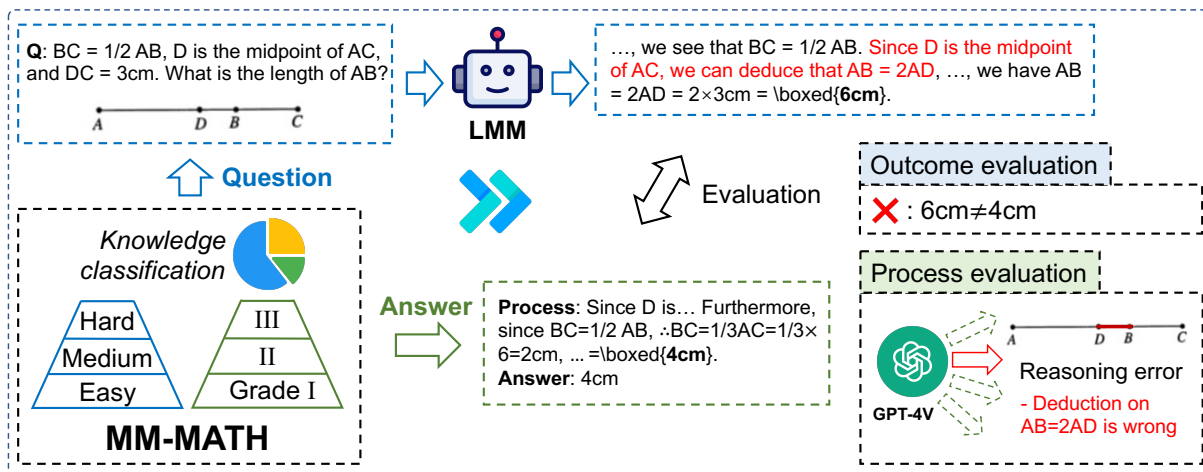 Q: BC = 1/2 AB, D is the midpoint of AC,
and DC = 3cm. What is the length of AB?
A D B C
LMM
…, we see that BC = 1/2 AB. Since D is the midpoint
of AC, we can deduce that AB = 2AD, …, we have AB
= 2AD = 2×3cm = \boxed{6cm}.
Question
Evaluation
Outcome evaluation
: 6cm≠4cm
Knowledge
classification
Hard
Medium
Easy
III
II
Grade I
MM-MATH
Answer
Process: Since D is… Furthermore,
since BC=1/2 AB, ∴BC=1/3AC=1/3×
6=2cm, ... =\boxed{4cm}.
Answer: 4cm
Process evaluation
A D B C
GPT-4V
Reasoning error
- Deduction on
AB=2AD is wrong